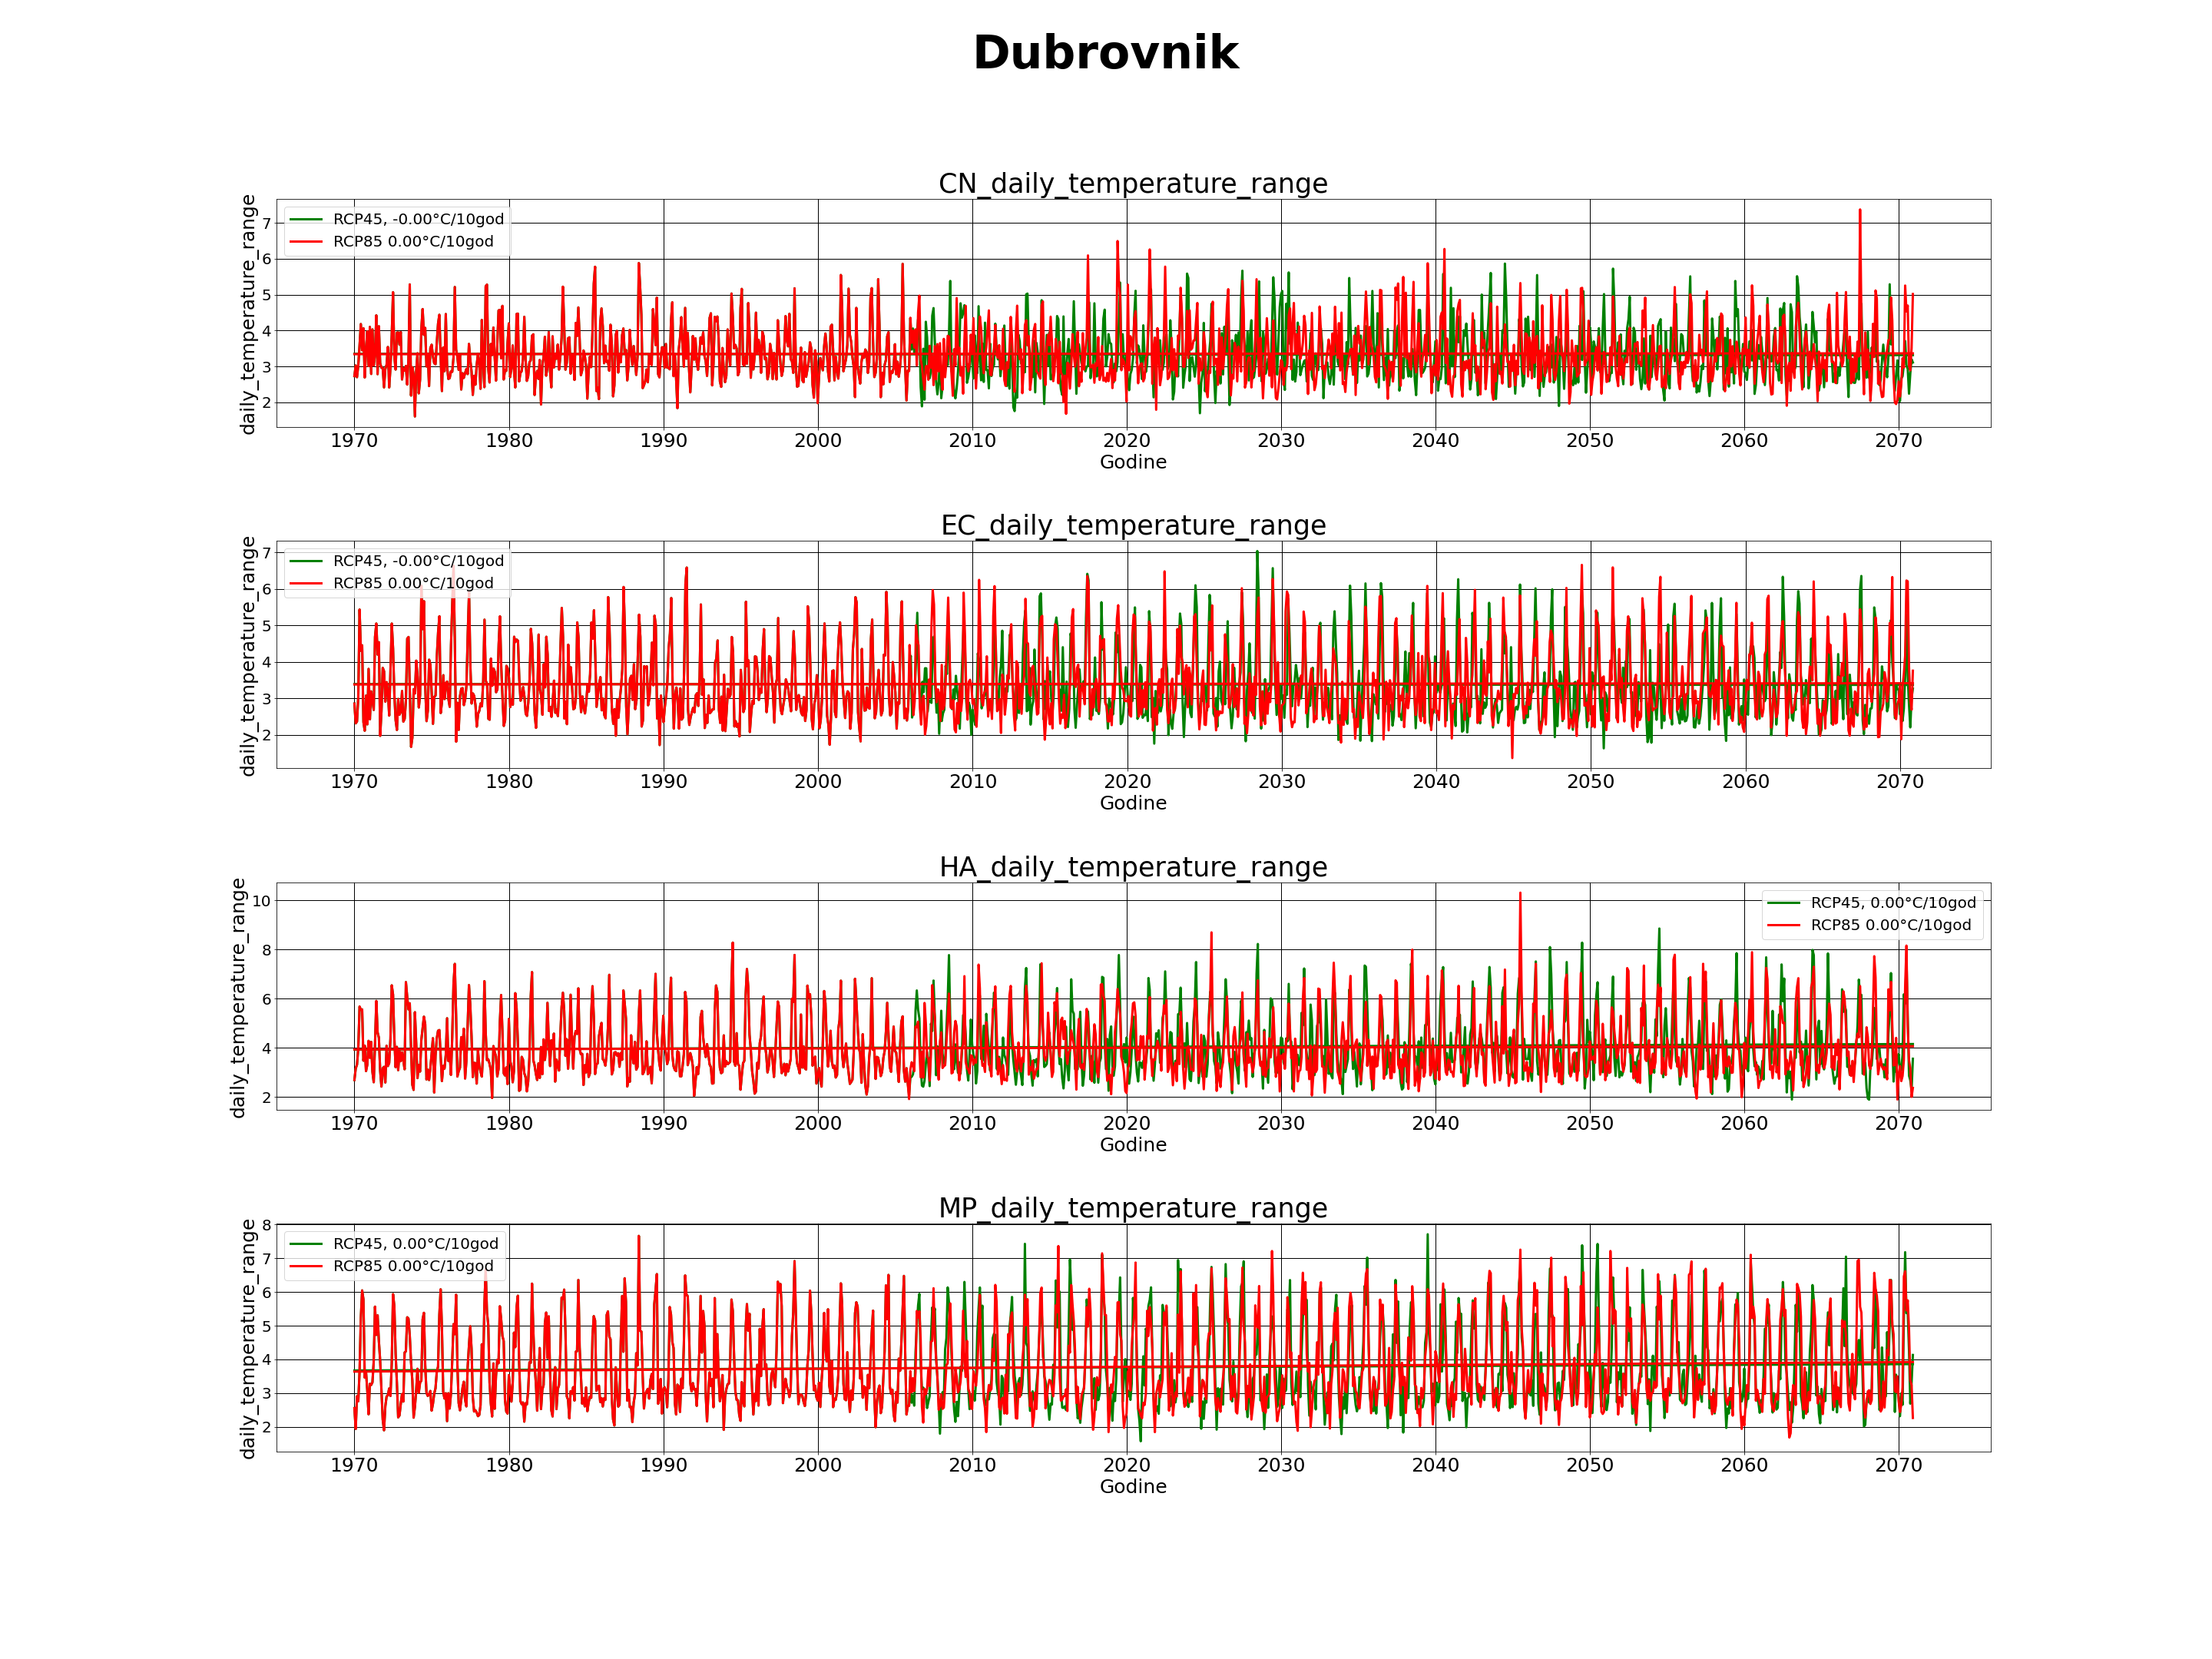 Dubrovnik
CN_daily_temperature_range
daily_temperature_range
7
6
5
4
3
2
RCP45, -0.00°C/10god
RCP85 0.00°C/10god
1970 1980 1990 2000 2010 2020 2030 2040 2050 2060 2070
Godine
EC_daily_temperature_range
daily_temperature_range
7
6
5
4
3
2
RCP45, -0.00°C/10god
RCP85 0.00°C/10god
1970 1980 1990 2000 2010 2020 2030 2040 2050 2060 2070
Godine
HA_daily_temperature_range
daily_temperature_range
10
8
6
4
2
RCP45, 0.00°C/10god
RCP85 0.00°C/10god
1970 1980 1990 2000 2010 2020 2030 2040 2050 2060 2070
Godine
MP_daily_temperature_range
daily_temperature_range
8
7
6
5
4
3
2
RCP45, 0.00°C/10god
RCP85 0.00°C/10god
1970 1980 1990 2000 2010 2020 2030 2040 2050 2060 2070
Godine